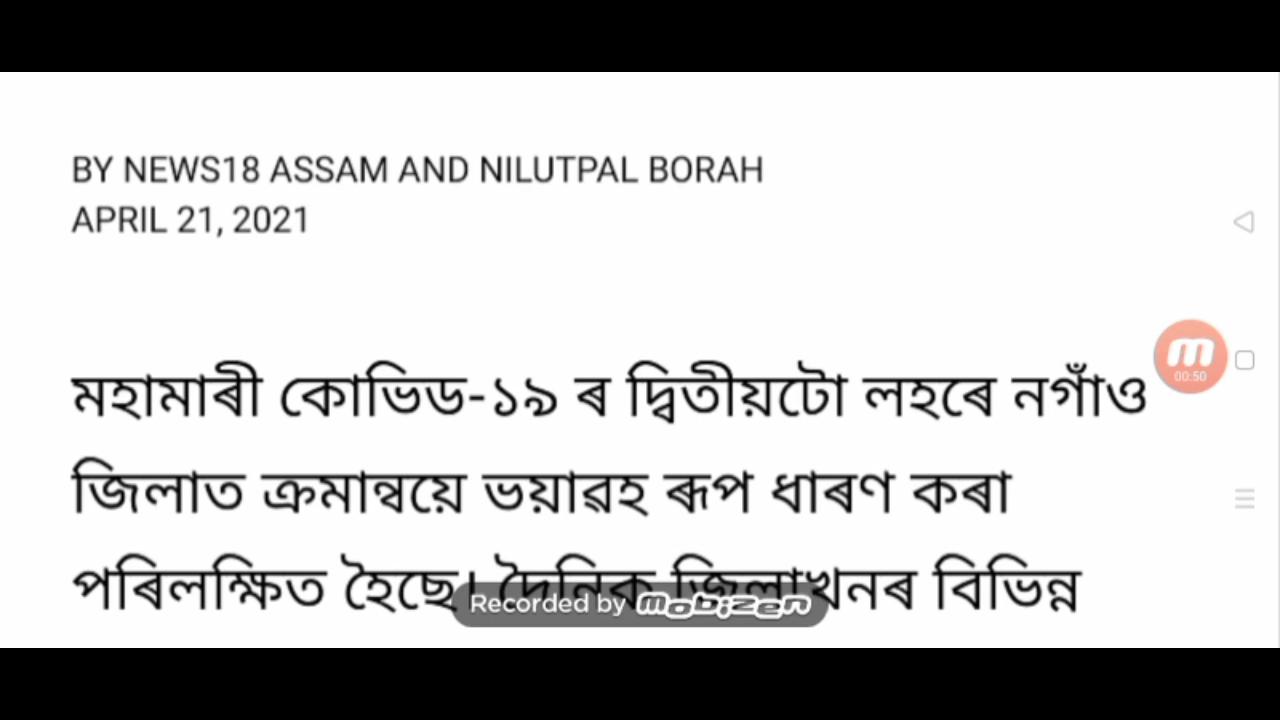 BY NEWS18 ASSAM AND NILUTPAL BORAH
APRIL 21, 2021
মহামাৰী কোভিড-১৯ ৰ দ্বিতীয়টো লহৰে নগাঁও
00:50
জিলাত ক্ৰমান্বয়ে ভয়াৱহ ৰূপ ধাৰণ কৰা
পৰিলক্ষিত হৈছে। দৈনিক জিলাখনৰ বিভিন্ন
Recorded by mobizen